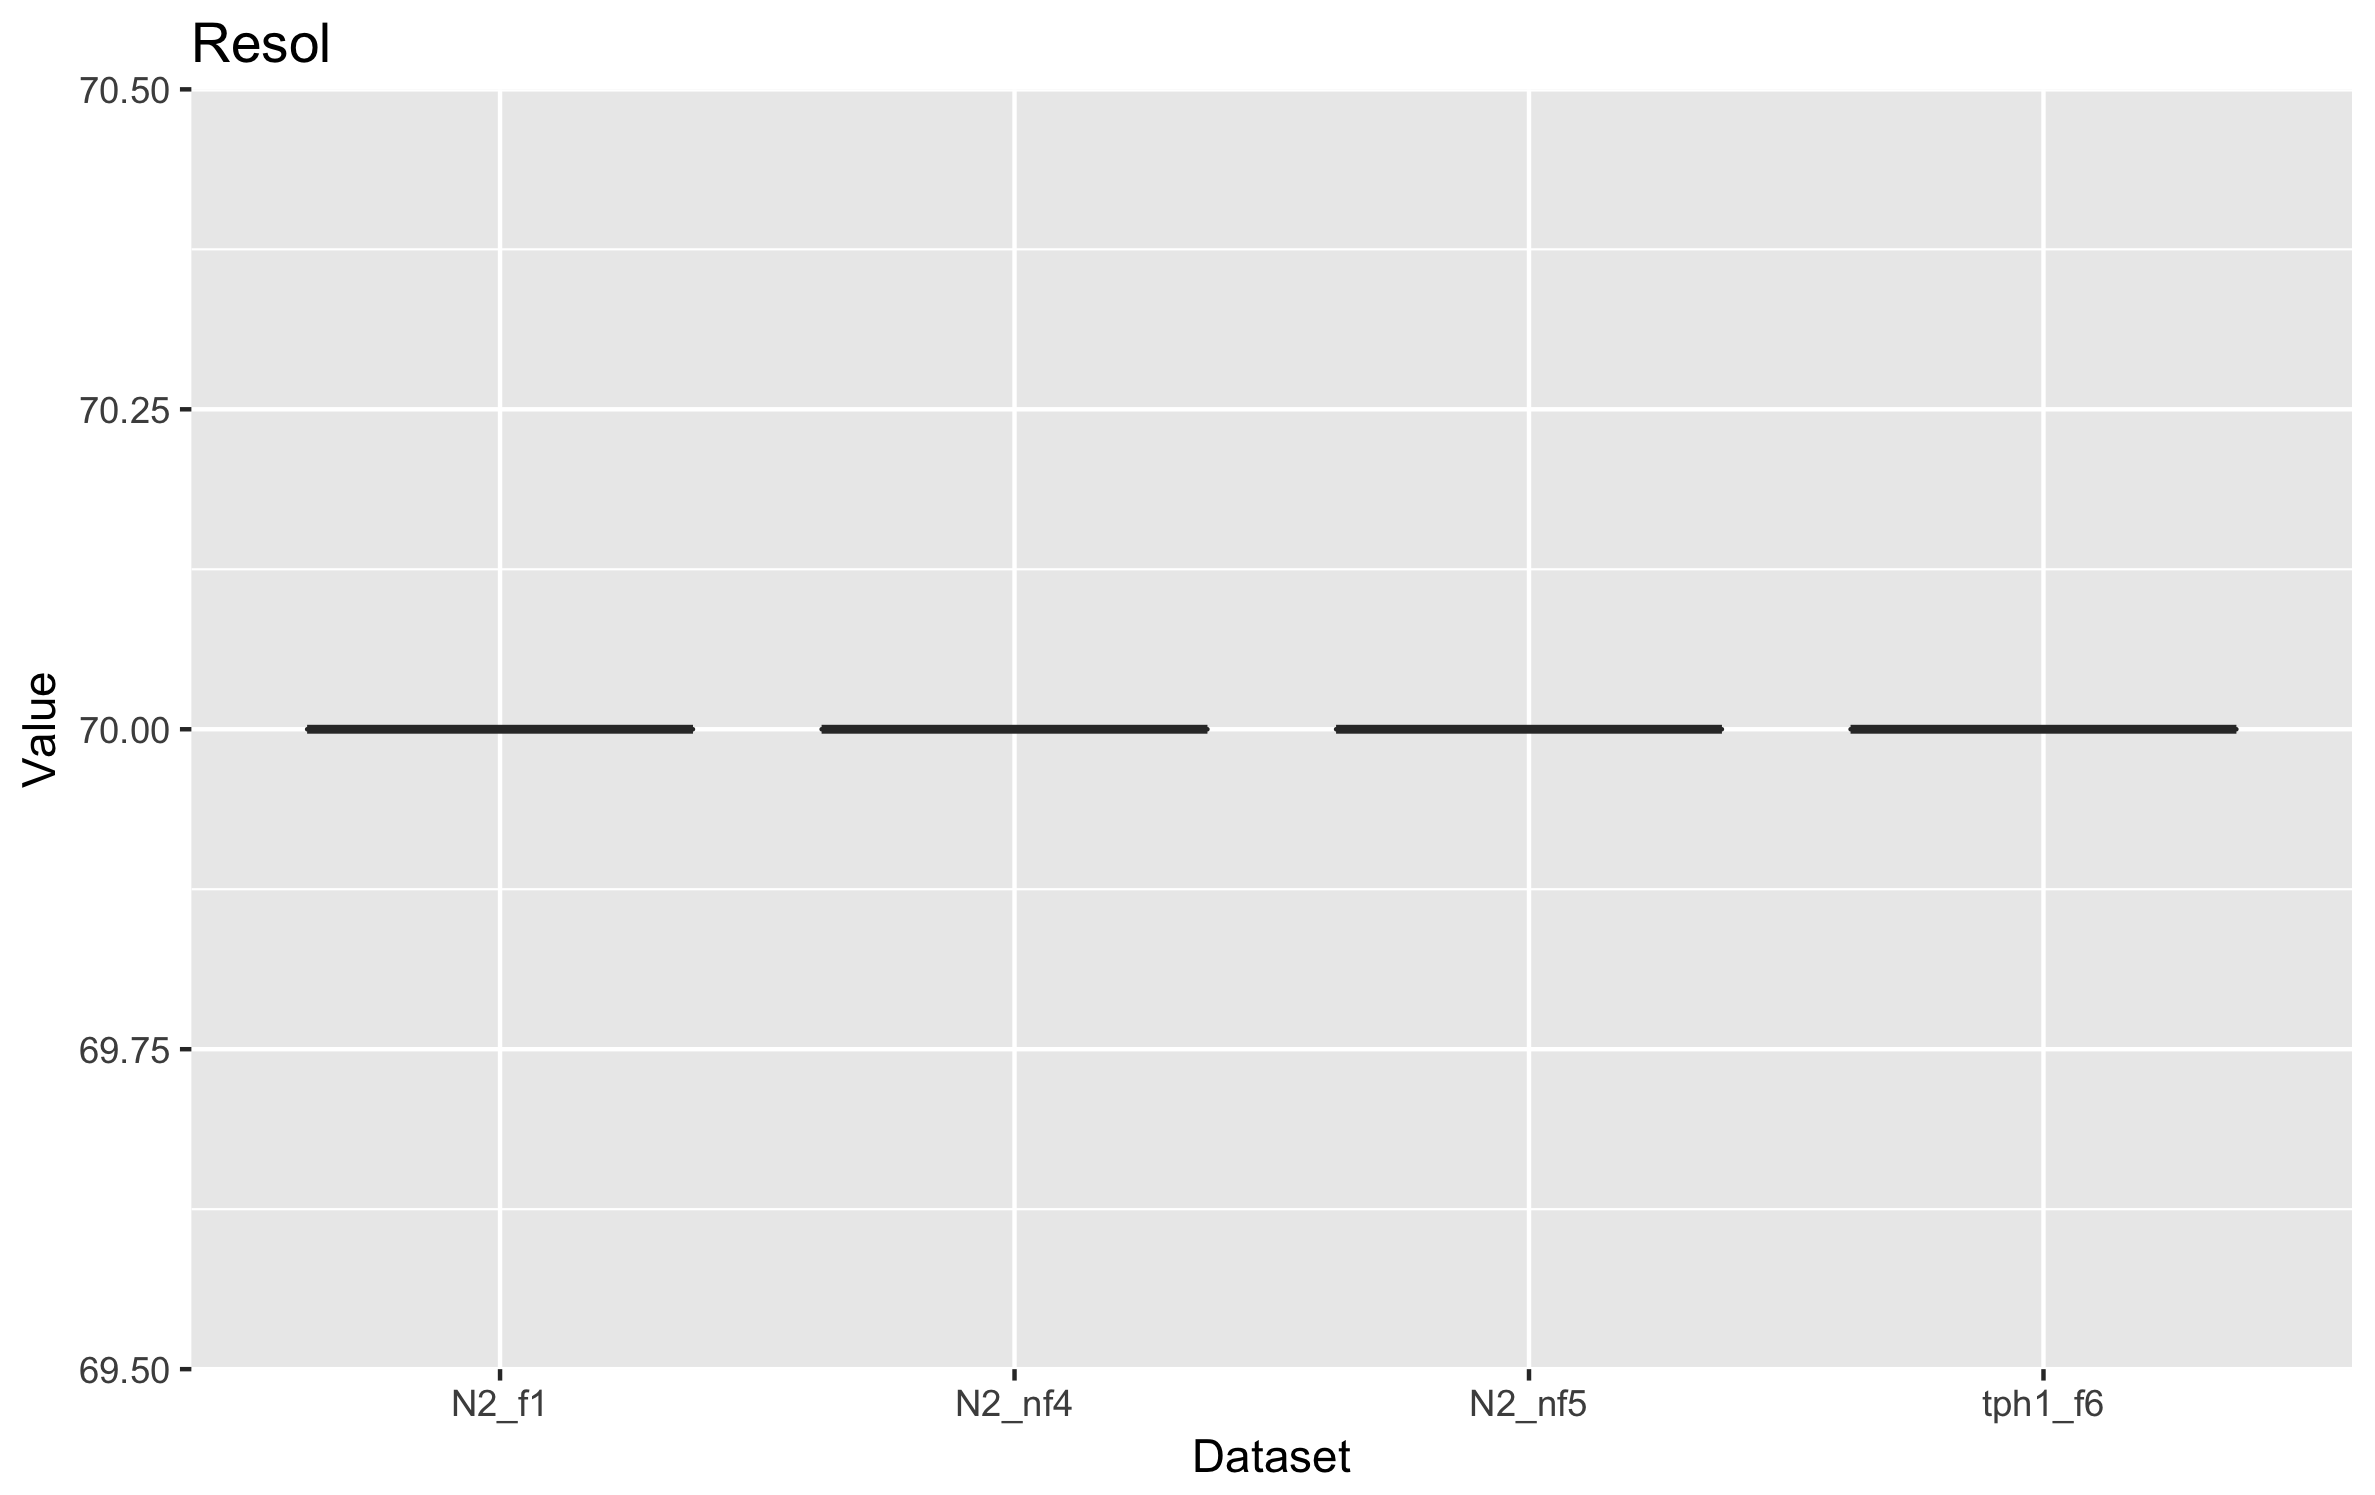 Resol
70.50
70.25
70.00
69.75
69.50
Value
N2_f1 N2_nf4 N2_nf5 tph1_f6
Dataset